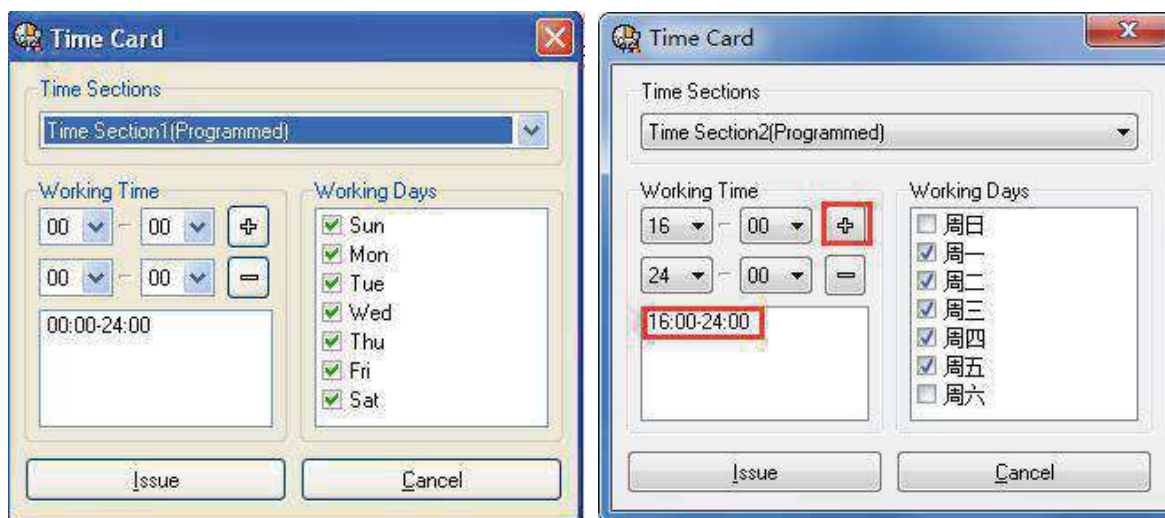 Time Card
Time Sections
Time Section1(Programmed)
Working Time
00 - 00
00 - 00
00:00-24:00
Working Days
Sun
Mon
Tue
Wed
Thu
Fri
Sat
Issue
Cancel
Time Card
Time Sections
Time Section2(Programmed)
Working Time
16 - 00
24 - 00
16:00-24:00
Working Days
周日
周一
周二
周三
周四
周五
周六
Issue
Cancel